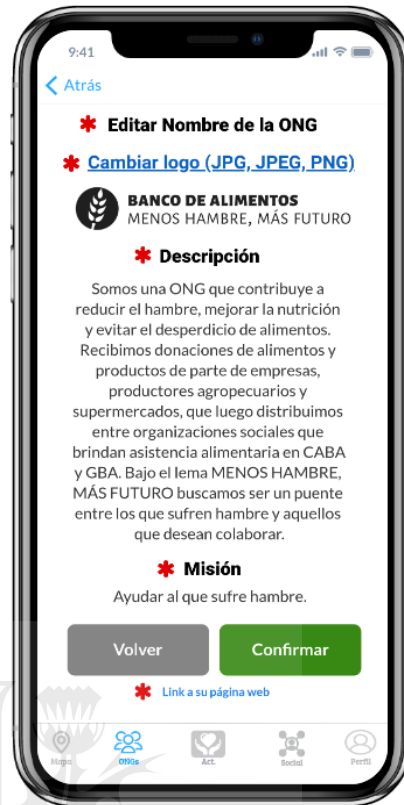 9:41
Atrás
* Editar Nombre de la ONG
* Cambiar logo (JPG, JPEG, PNG)
BANCO DE ALIMENTOS
MENOS HAMBRE, MÁS FUTURO
* Descripción
Somos una ONG que contribuye a
reducir el hambre, mejorar la nutrición
y evitar el desperdicio de alimentos.
Recibimos donaciones de alimentos y
productos de parte de empresas,
productores agropecuarios y
supermercados, que luego distribuimos
entre organizaciones sociales que
brindan asistencia alimentaria en CABA
y GBA. Bajo el lema MENOS HAMBRE,
MÁS FUTURO buscamos ser un puente
entre los que sufren hambre y aquellos
que desean colaborar.
* Misión
Ayudar al que sufre hambre.
Volver Confirmar
* Link a su página web
Mapa ONGs Act. Social Perfil